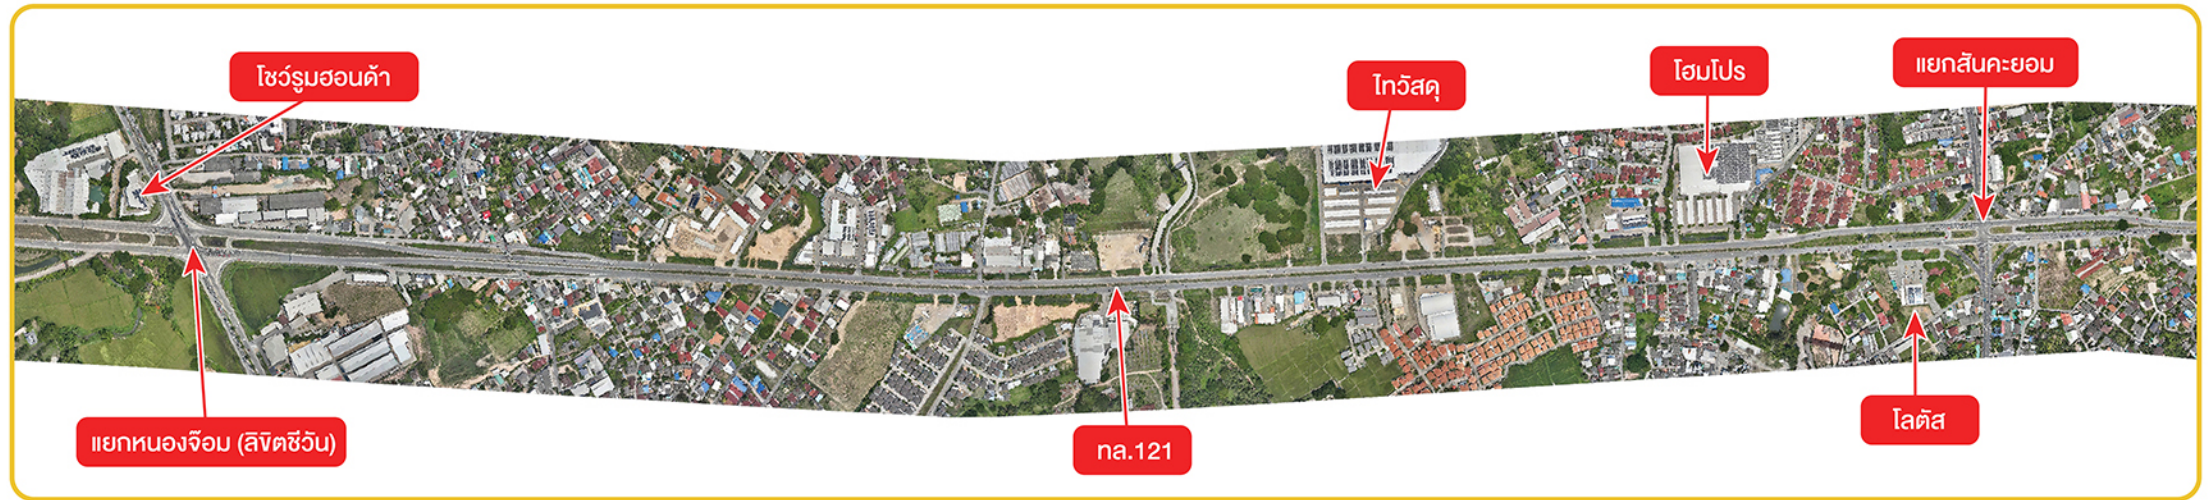 โชว์รูมฮอนด้า
ไทวัสดุ
โฮมโปร
แยกสันคะยอม
แยกหนองจ๊อม (ลิขิตชีวัน)
ทล.121
โลตัส